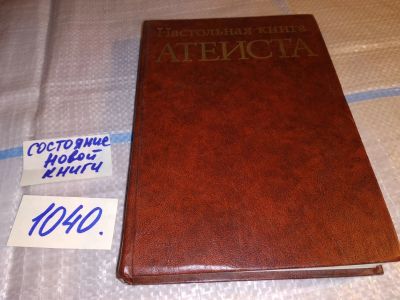 Настольная книга
АТЕИСТА
состояние
новой
книги
1040.